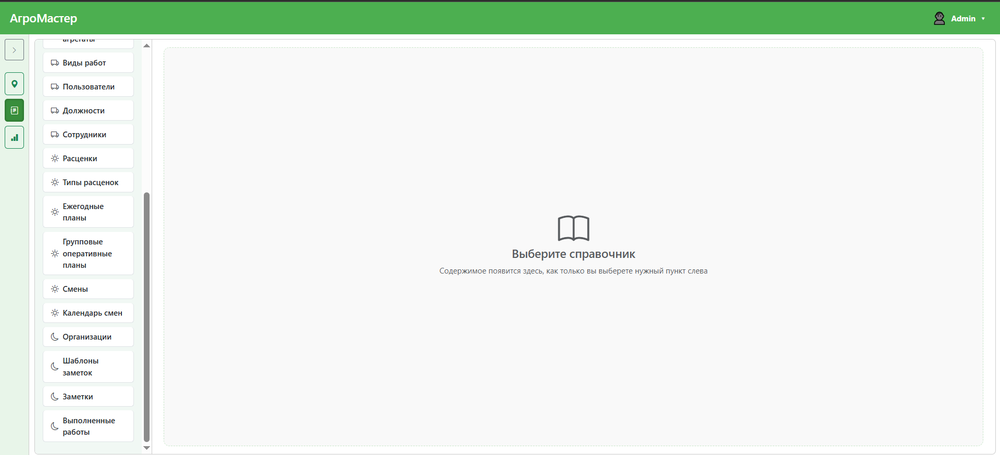 АгроМастер
Admin
агрегаты
Виды работ
Пользователи
Должности
Сотрудники
Расценки
Типы расценок
Ежегодные
планы
Групповые
оперативные
планы
Смены
Календарь смен
Организации
Шаблоны
заметок
Заметки
Выполненные
работы
Выберите справочник
Содержимое появится здесь, как только вы выберете нужный пункт слева